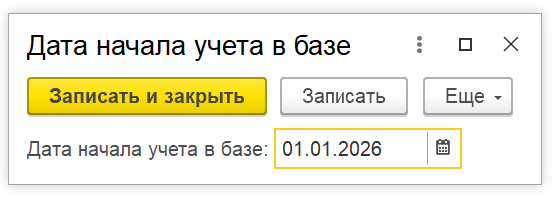 Дата начала учета в базе
Записать и закрыть Записать Еще
Дата начала учета в базе: 01.01.2026